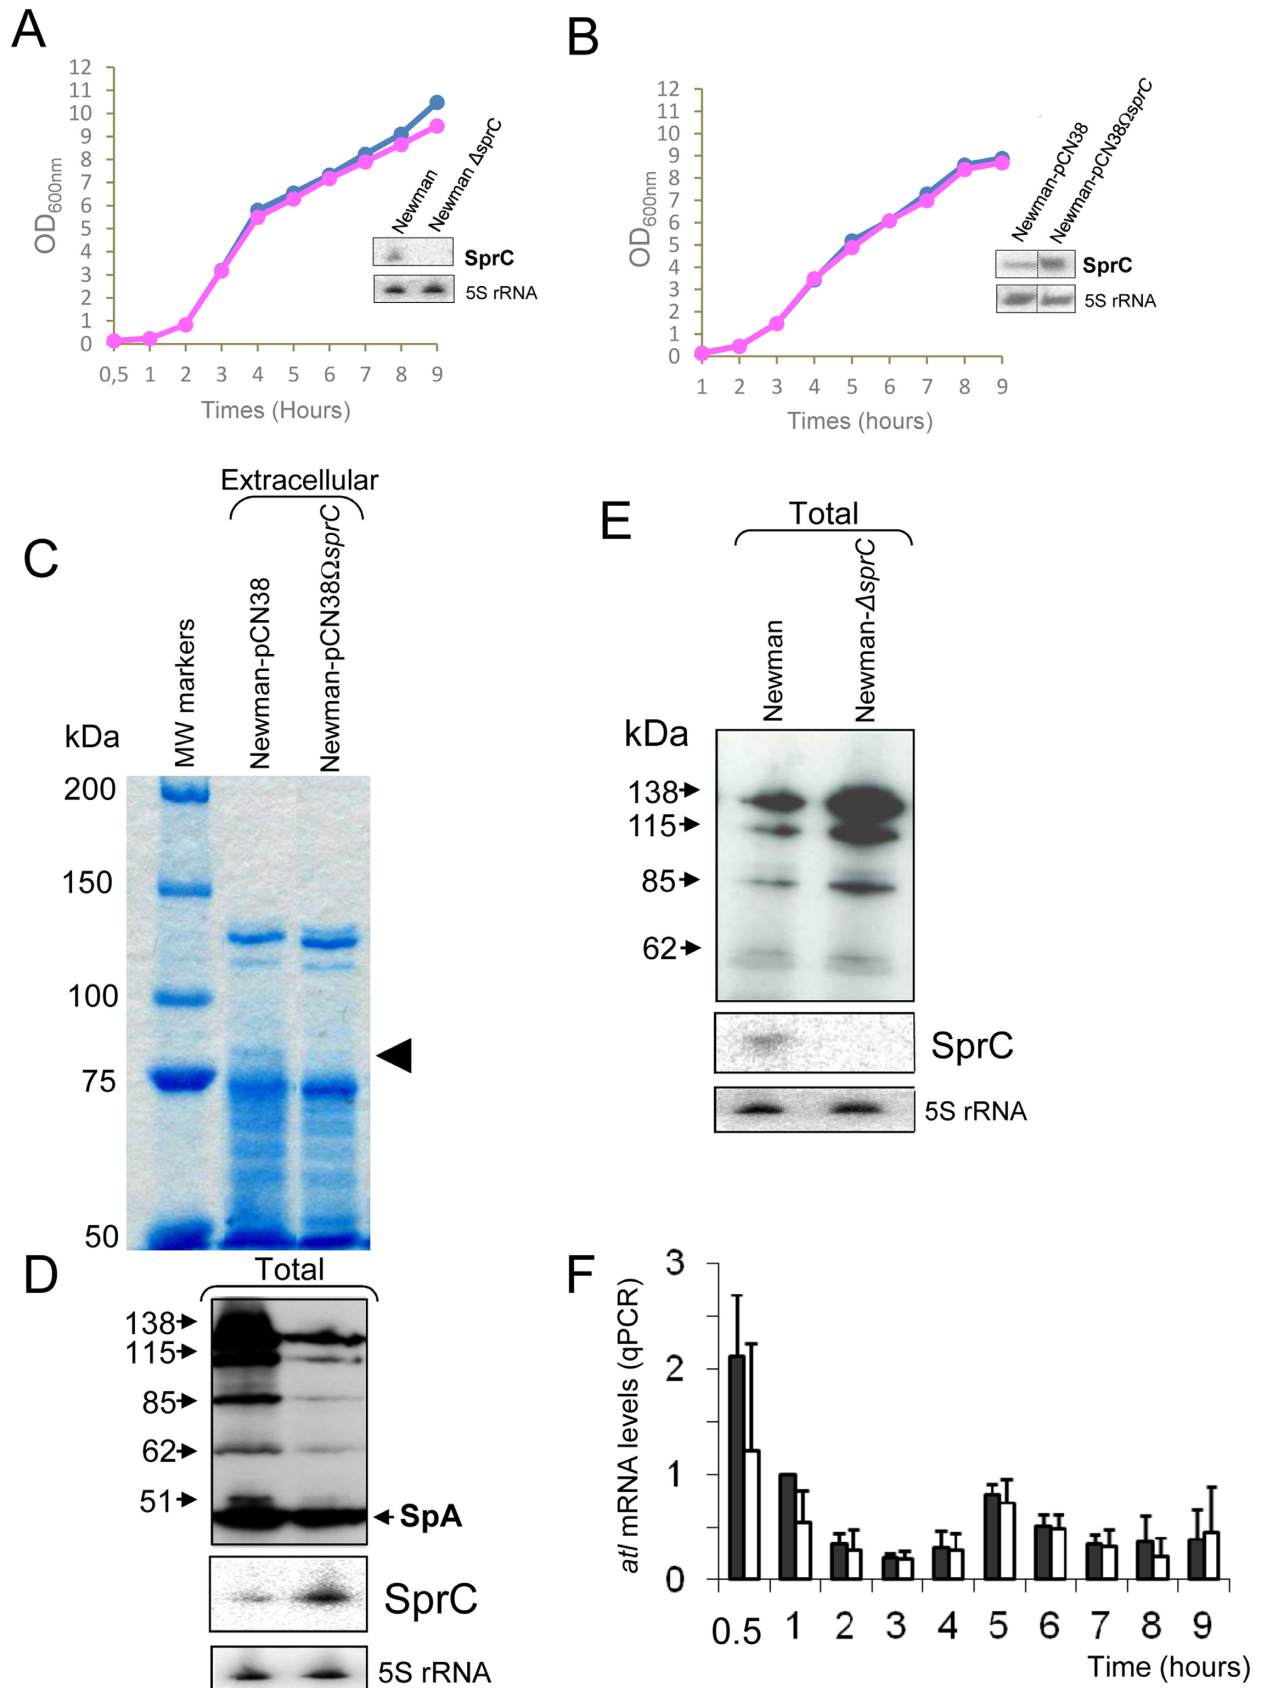 A
12
11
10
9
8
7
6
5
4
3
2
1
0
OD600nm
0,5 1 2 3 4 5 6 7 8 9
Times (Hours)
Newman
Newman ΔsprC
SprC
5S rRNA
B
12
11
10
9
8
7
6
5
4
3
2
1
0
OD600nm
1 2 3 4 5 6 7 8 9
Times (hours)
Newman-pCN38
Newman-pCN38ΩsprC
SprC
5S rRNA
C
Extracellular
MW markers
Newman-pCN38
Newman-pCN38ΩsprC
kDa
200
150
100
75
50
E
Total
Newman
Newman-ΔsprC
kDa
138
115
85
62
SprC
5S rRNA
D
Total
138
115
85
62
51
SpA
SprC
5S rRNA
F
3
2
1
0
atl mRNA levels (qPCR)
0.5 1 2 3 4 5 6 7 8 9
Time (hours)